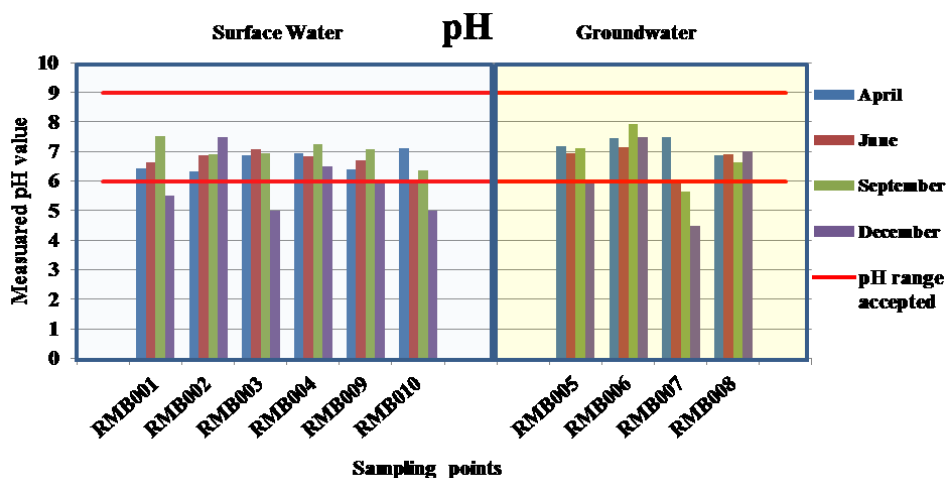 pH
Surface Water
Groundwater
Measuared pH value
10
9
8
7
6
5
4
3
2
1
0
RMB001
RMB002
RMB003
RMB004
RMB009
RMB010
RMB005
RMB006
RMB007
RMB008
Sampling points
April
June
September
December
pH range
accepted